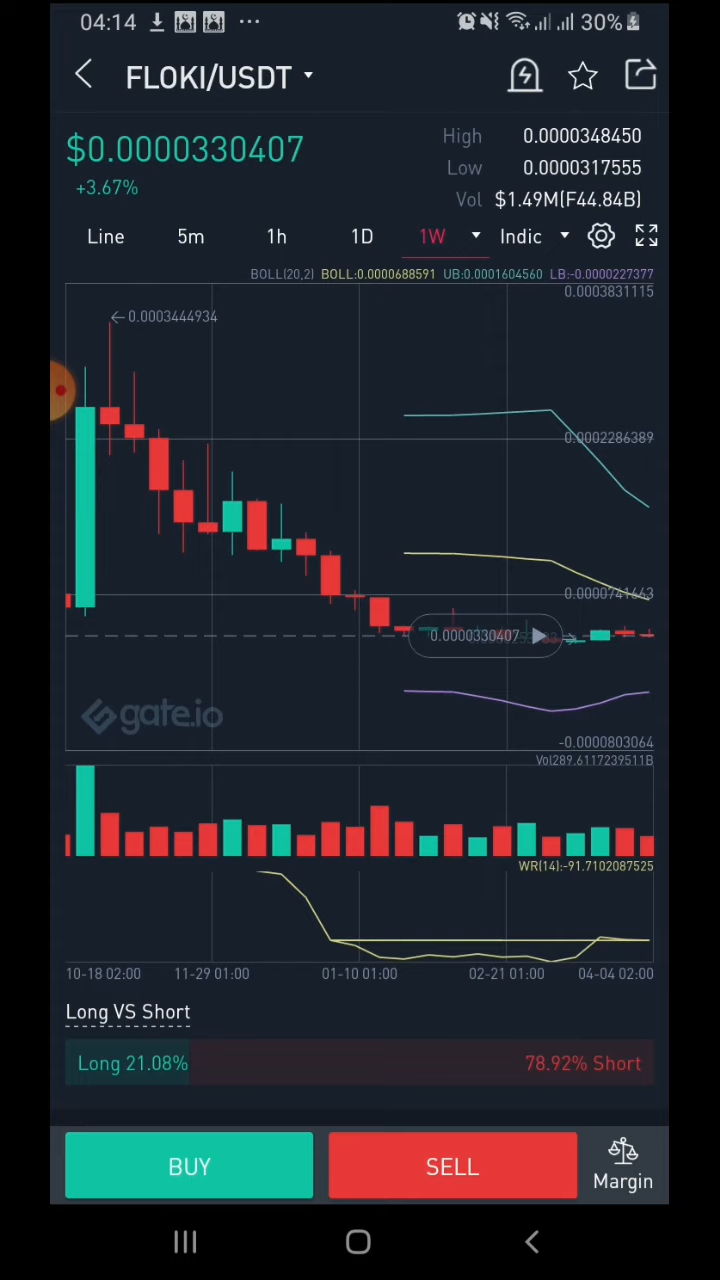 04:14 30%
FLOKI/USDT
$0.0000330407
+3.67%
High 0.0000348450
Low 0.0000317555
Vol $1.49M(F44.84B)
Line 5m 1h 1D 1W Indic
BOLL(20,2) BOLL:0.0000688591 UB:0.0001604560 LB:-0.0000227377
0.0003831115
0.0003444934
0.0002286389
0.0000741663
0.0000330407
gate.io
-0.0000803064
Vol289.6117239511B
WR(14):-91.7102087525
10-18 02:00 11-29 01:00 01-10 01:00 02-21 01:00 04-04 02:00
Long VS Short
Long 21.08% 78.92% Short
BUY SELL Margin